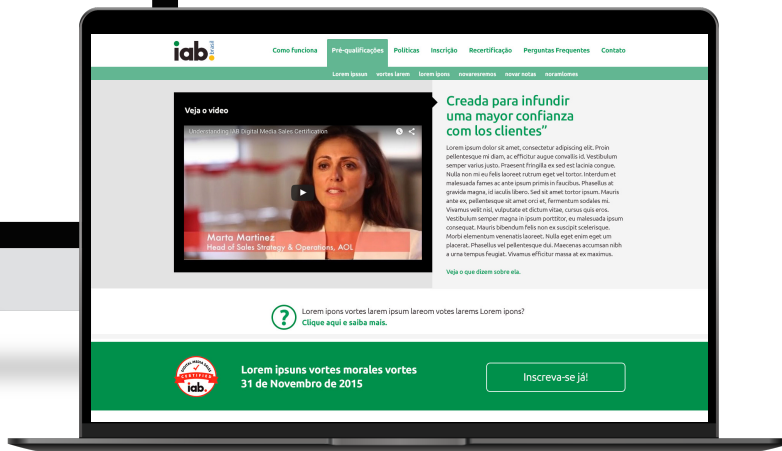 iab.
brasil
Como funciona Pré-qualificações Políticas Inscrição Recertificação Perguntas Frequentes Contato
Lorem ipsun vortes larem lorem ipons novaresremos novar notas noramlomes
Veja o vídeo
Understanding IAB Digital Media Sales Certification
Marta Martinez
Head of Sales Strategy & Operations, AOL
Creada para infundir
uma mayor confianza
com los clientes”
Lorem ipsum dolor sit amet, consectetur adipiscing elit. Proin
pellentesque mi diam, ac efficitur augue convallis id. Vestibulum
semper varius justo. Praesent fringilla ex sed est lacinia congue.
Nulla non mi eu felis laoreet rutrum eget vel tortor. Interdum et
malesuada fames ac ante ipsum primis in faucibus. Phasellus at
gravida magna, id iaculis libero. Sed sit amet tortor ipsum. Mauris
ante ex, pellentesque sit amet orci et, fermentum sodales mi.
Vivamus velit nisl, vulputate et dictum vitae, cursus quis eros.
Vestibulum semper magna in ipsum porttitor, eu malesuada ipsum
consequat. Mauris bibendum felis non ex suscipit scelerisque.
Morbi elementum venenatis laoreet. Nulla eget enim eget um
placerat. Phasellus vel pellentesque dui. Maecenas accumsan nibh
a urna tempus feugiat. Vivamus efficitur massa at ex maximus.
Veja o que dizem sobre ela.
?
Lorem ipons vortes larem ipsum lareom votes larems Lorem ipons?
Clique aqui e saiba mais.
DIGITAL MEDIA SALES
CERTIFIED
iab.
Lorem ipsuns vortes morales vortes
31 de Novembro de 2015
Inscreva-se já!